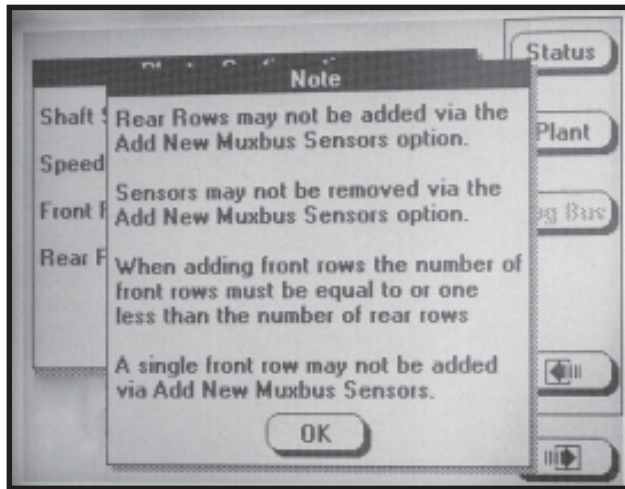 Status
Note
Shaft
Rear Rows may not be added via the
Add New Muxbus Sensors option.
Plant
Speed
Sensors may not be removed via the
Add New Muxbus Sensors option.
Front
Bus
Rear
When adding front rows the number of
front rows must be equal to or one
less than the number of rear rows
A single front row may not be added
via Add New Muxbus Sensors.
OK